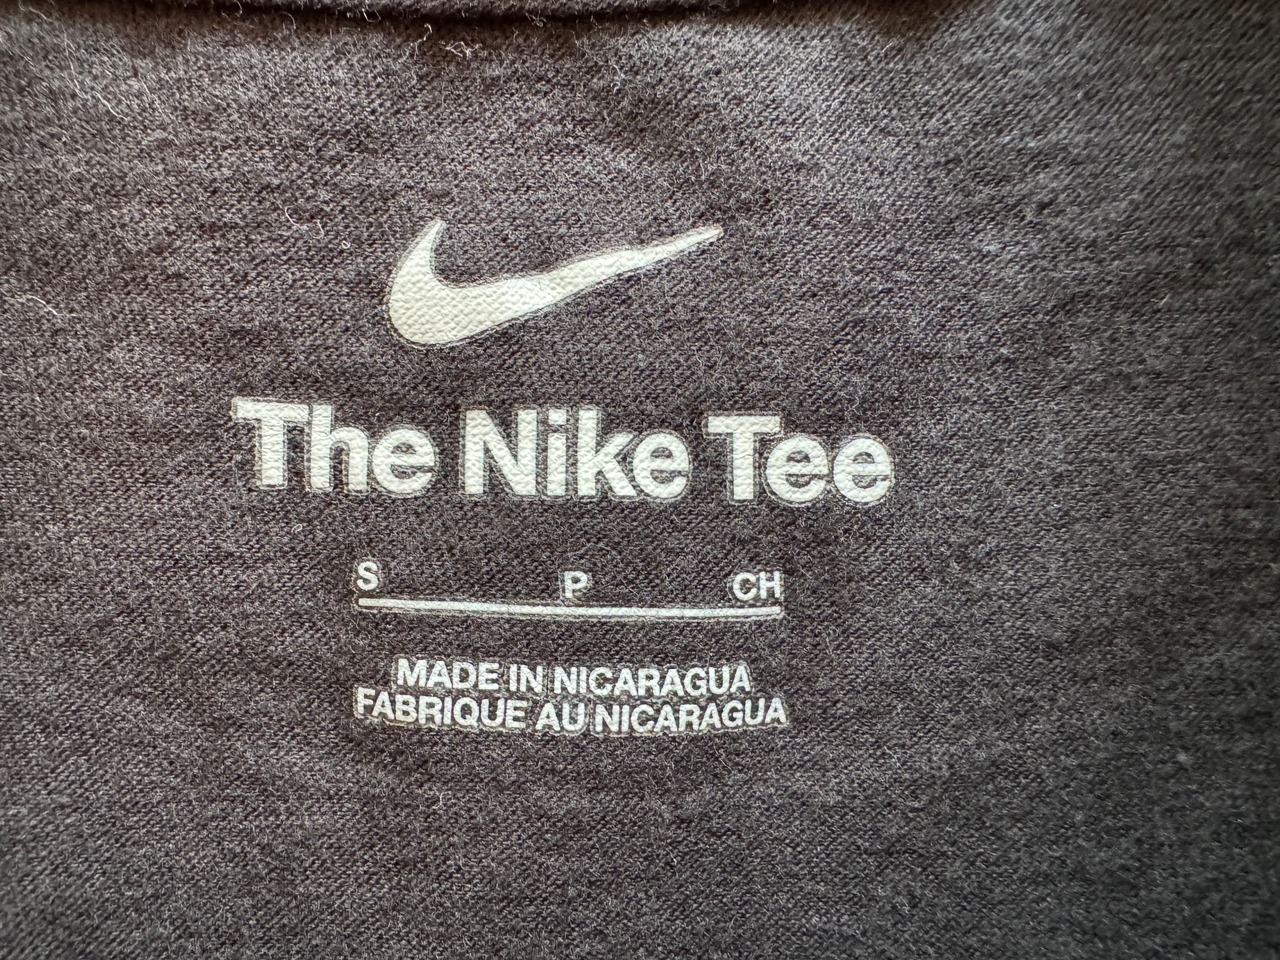 The Nike Tee
S P CH
MADE IN NICARAGUA
FABRIQUE AU NICARAGUA